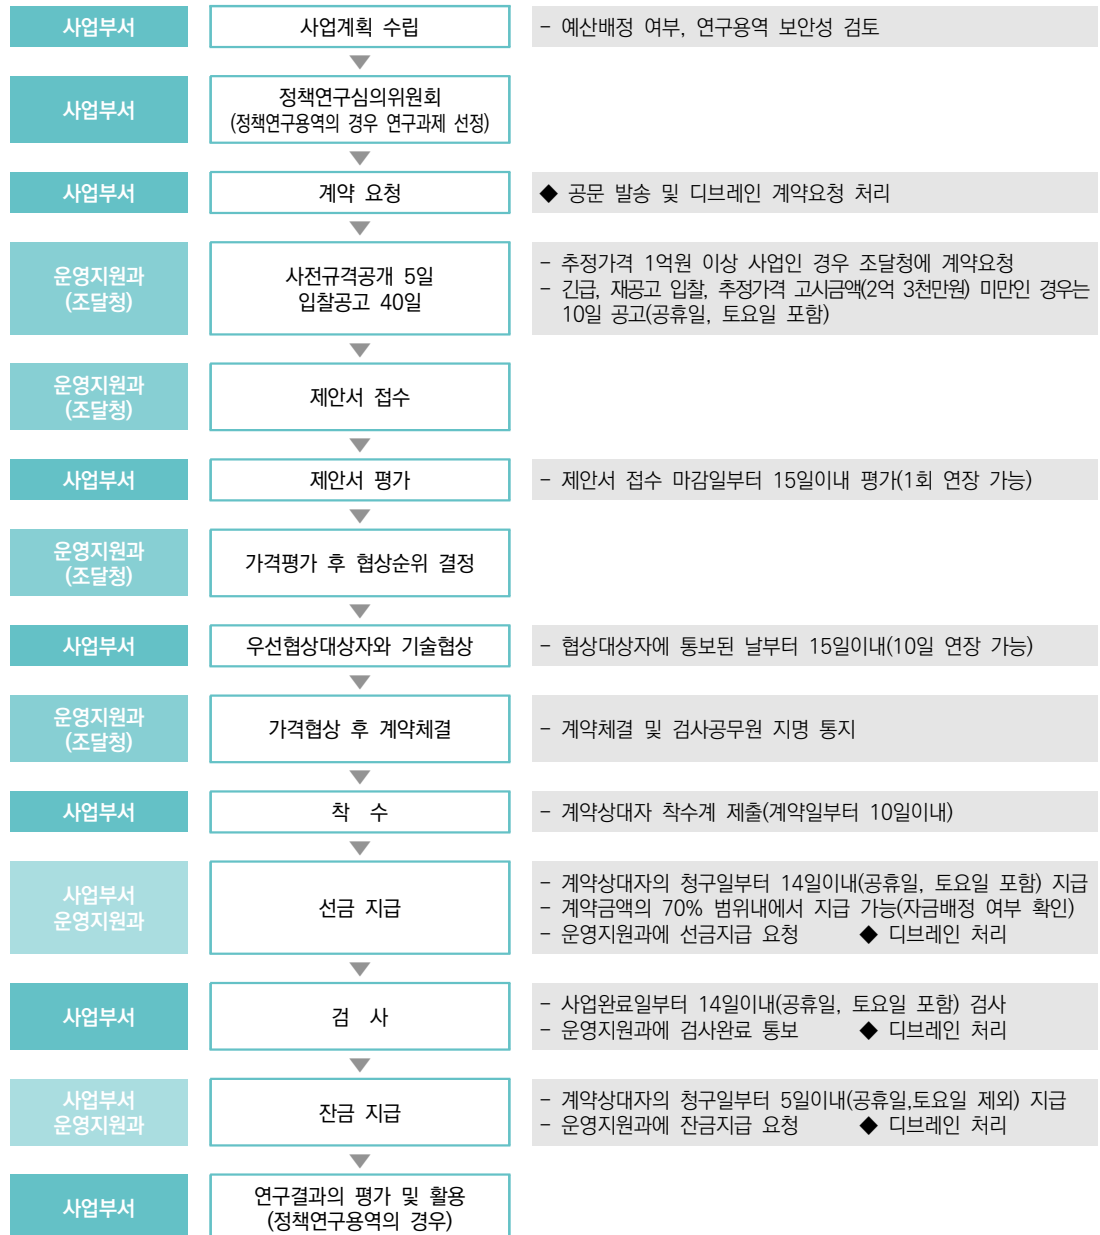 사업부서
사업계획 수립
- 예산배정 여부, 연구용역 보안성 검토
사업부서
정책연구심의위원회
(정책연구용역의 경우 연구과제 선정)
사업부서
계약 요청
◆ 공문 발송 및 디브레인 계약요청 처리
운영지원과
(조달청)
사전규격공개 5일
입찰공고 40일
- 추정가격 1억원 이상 사업인 경우 조달청에 계약요청
- 긴급, 재공고 입찰, 추정가격 고시금액(2억 3천만원) 미만인 경우는
10일 공고(공휴일, 토요일 포함)
운영지원과
(조달청)
제안서 접수
사업부서
제안서 평가
- 제안서 접수 마감일부터 15일이내 평가(1회 연장 가능)
운영지원과
(조달청)
가격평가 후 협상순위 결정
사업부서
우선협상대상자와 기술협상
- 협상대상자에 통보된 날부터 15일이내(10일 연장 가능)
운영지원과
(조달청)
가격협상 후 계약체결
- 계약체결 및 검사공무원 지명 통지
사업부서
착 수
- 계약상대자 착수계 제출(계약일부터 10일이내)
사업부서
운영지원과
선금 지급
- 계약상대자의 청구일부터 14일이내(공휴일, 토요일 포함) 지급
- 계약금액의 70% 범위내에서 지급 가능(자금배정 여부 확인)
- 운영지원과에 선금지급 요청 ◆ 디브레인 처리
사업부서
검 사
- 사업완료일부터 14일이내(공휴일, 토요일 포함) 검사
- 운영지원과에 검사완료 통보 ◆ 디브레인 처리
사업부서
운영지원과
잔금 지급
- 계약상대자의 청구일부터 5일이내(공휴일,토요일 제외) 지급
- 운영지원과에 잔금지급 요청 ◆ 디브레인 처리
사업부서
연구결과의 평가 및 활용
(정책연구용역의 경우)